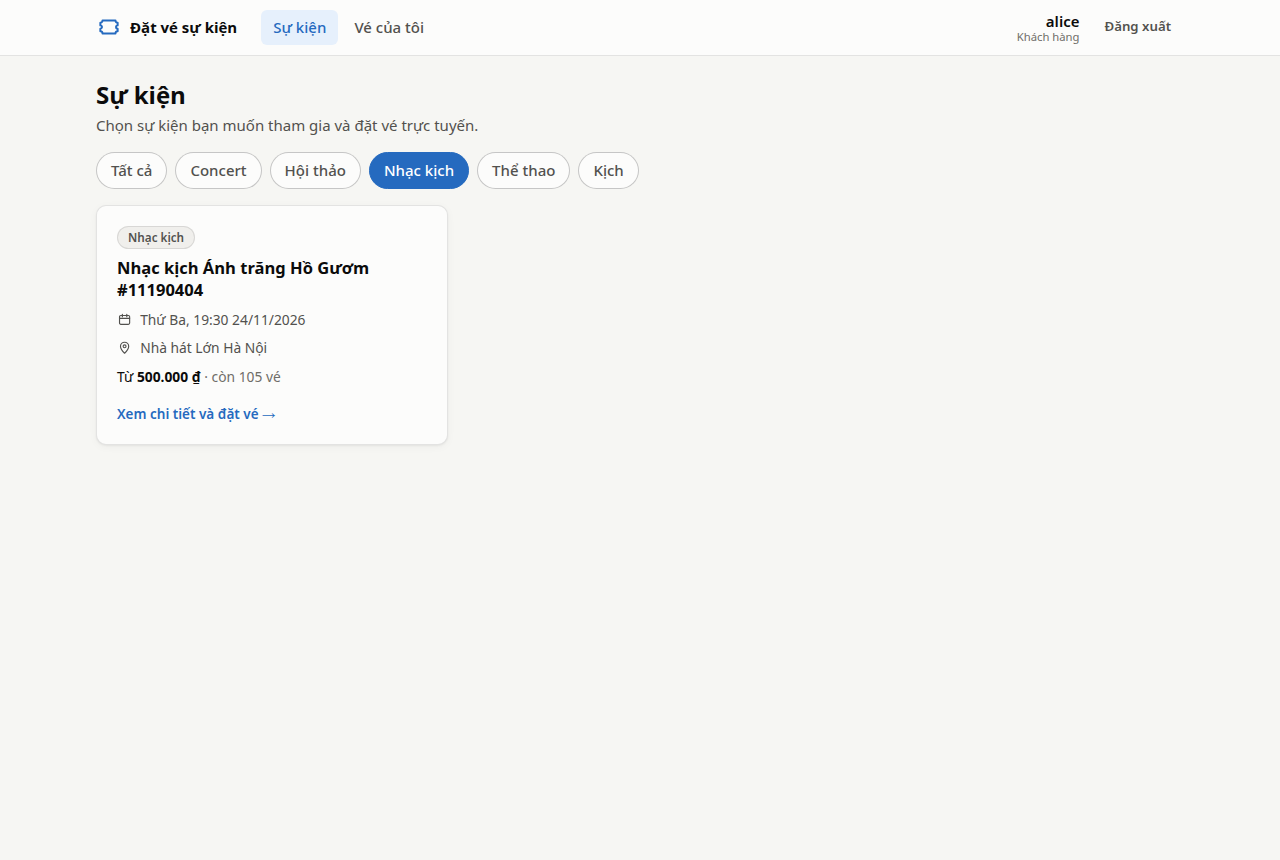 Đặt vé sự kiện
Sự kiện
Vé của tôi
alice
Khách hàng
Đăng xuất
Sự kiện
Chọn sự kiện bạn muốn tham gia và đặt vé trực tuyến.
Tất cả
Concert
Hội thảo
Nhạc kịch
Thể thao
Kịch
Nhạc kịch
Nhạc kịch Ánh trăng Hồ Gươm
#11190404
Thứ Ba, 19:30 24/11/2026
Nhà hát Lớn Hà Nội
Từ 500.000 ₫ · còn 105 vé
Xem chi tiết và đặt vé →